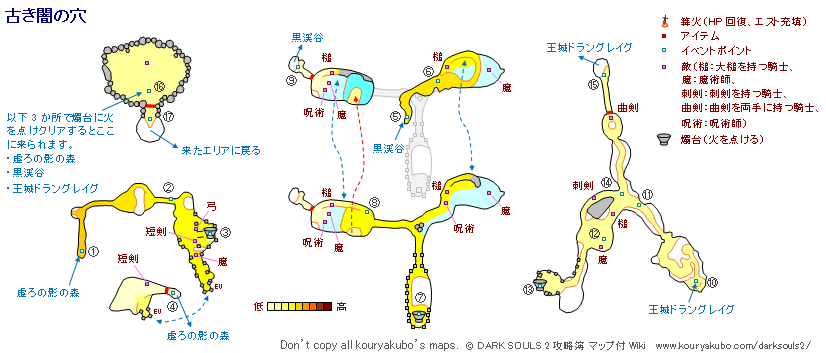 古き闇の穴
篝火(HP回復、エスト充填)
アイテム
イベントポイント
敵(槌:大槌を持つ騎士、
魔:魔術師、
刺剣:刺剣を持つ騎士、
曲剣:曲剣を両手に持つ騎士、
呪術:呪術師)
燭台(火を点ける)
⑯
⑰
以下3か所で燭台に火
を点けクリアするとここ
に来られます。
・虚ろの影の森
・黒渓谷
・王城ドラングレイグ
来たエリアに戻る
①
②
弓
短剣
③
魔
EV
虚ろの影の森
短剣
④
EV
虚ろの影の森
黒渓谷
⑨
槌
呪術
魔
槌
⑥
魔
⑤
黒渓谷
槌
⑧
呪術
魔
槌
呪術
魔
⑦
低
高
王城ドラングレイグ
⑮
曲剣
⑭
刺剣
⑪
槌
⑫
魔
⑬
⑩
王城ドラングレイグ
Don't copy all kouryakubo's maps. © DARK SOULS 2 攻略簿 マップ付 Wiki www.kouryakubo.com/darksouls2/